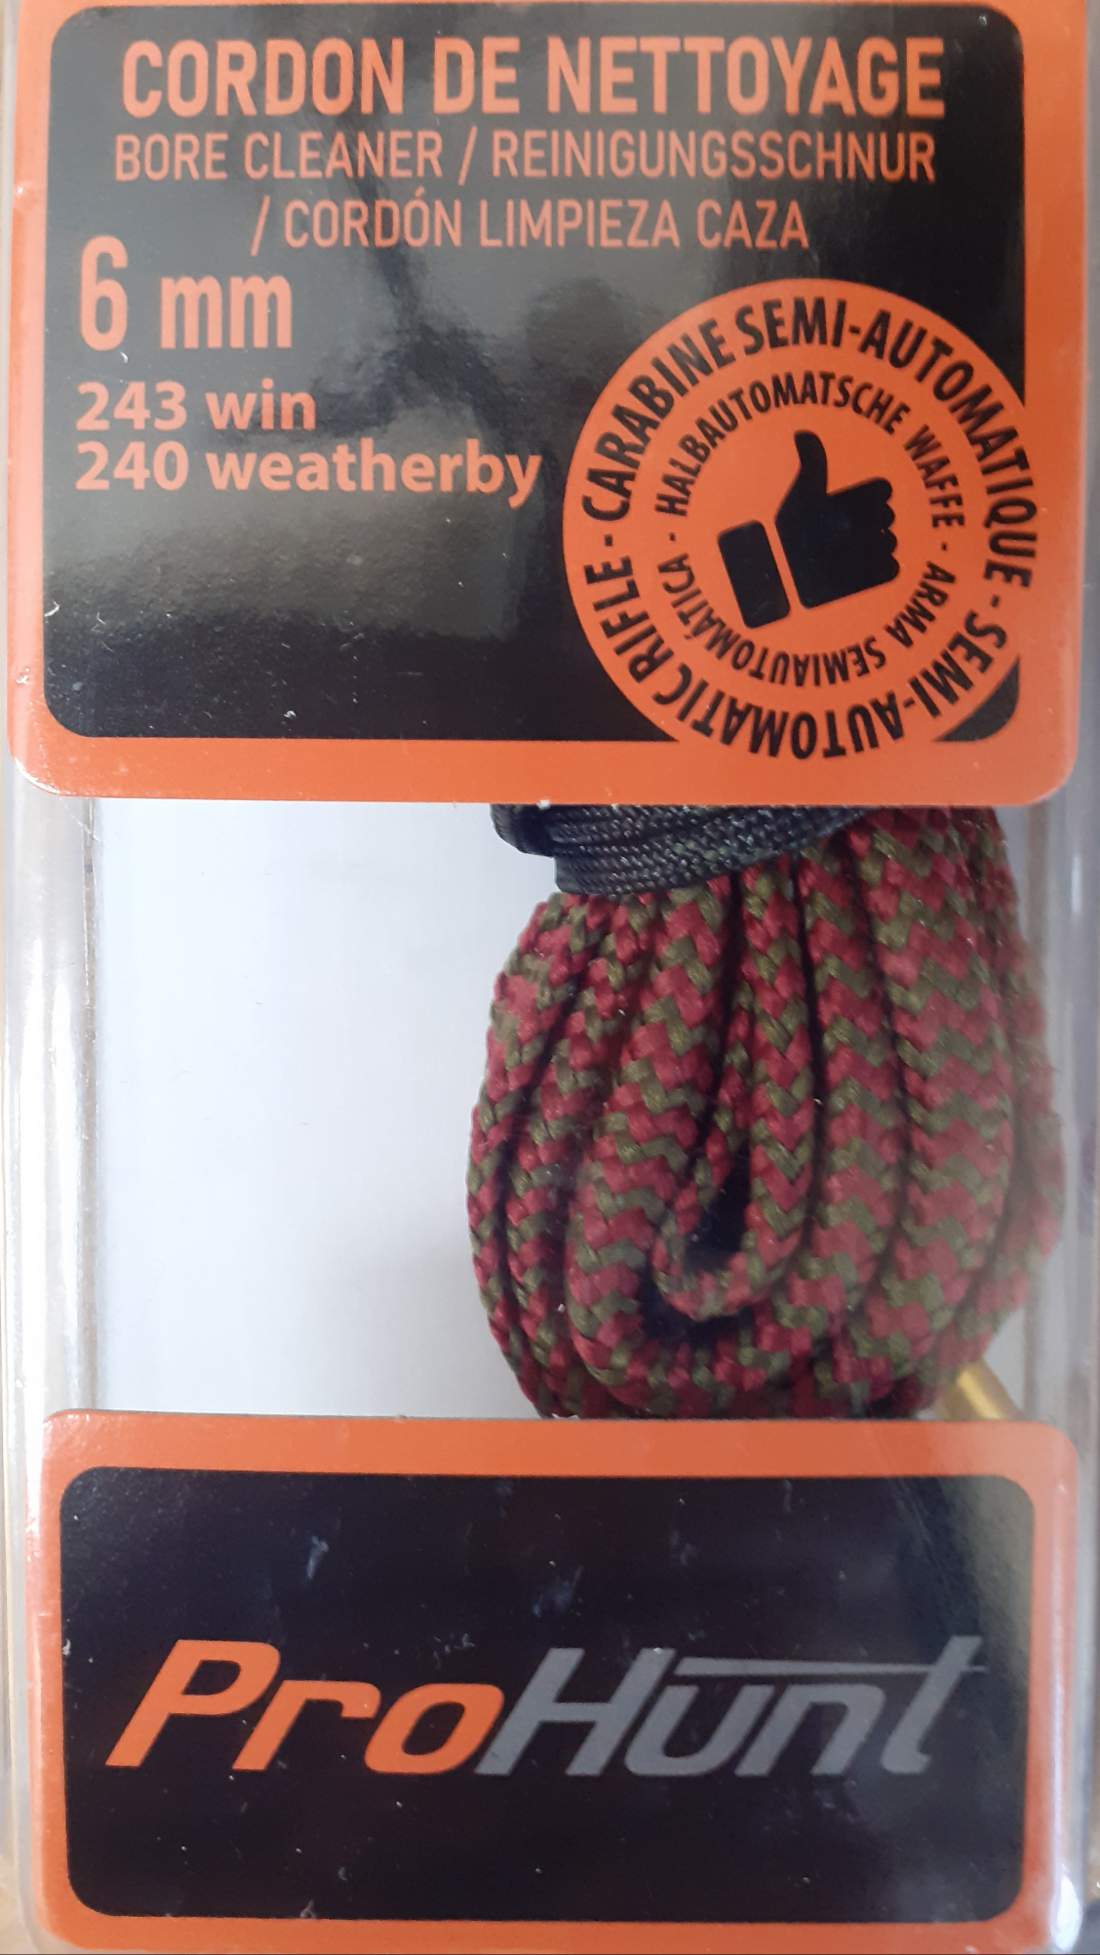 CORDON DE NETTOYAGE
BORE CLEANER / REINIGUNGSSCHNUR
/ CORDÓN LIMPIEZA CAZA
6 mm
243 win
240 weatherby
CARABINE SEMI-AUTOMATIQUE - SEMI-AUTOMATIC RIFLE -
HALBAUTOMATSCHE WAFFE - ARMA SEMIAUTOMÁTICA -
ProHunt